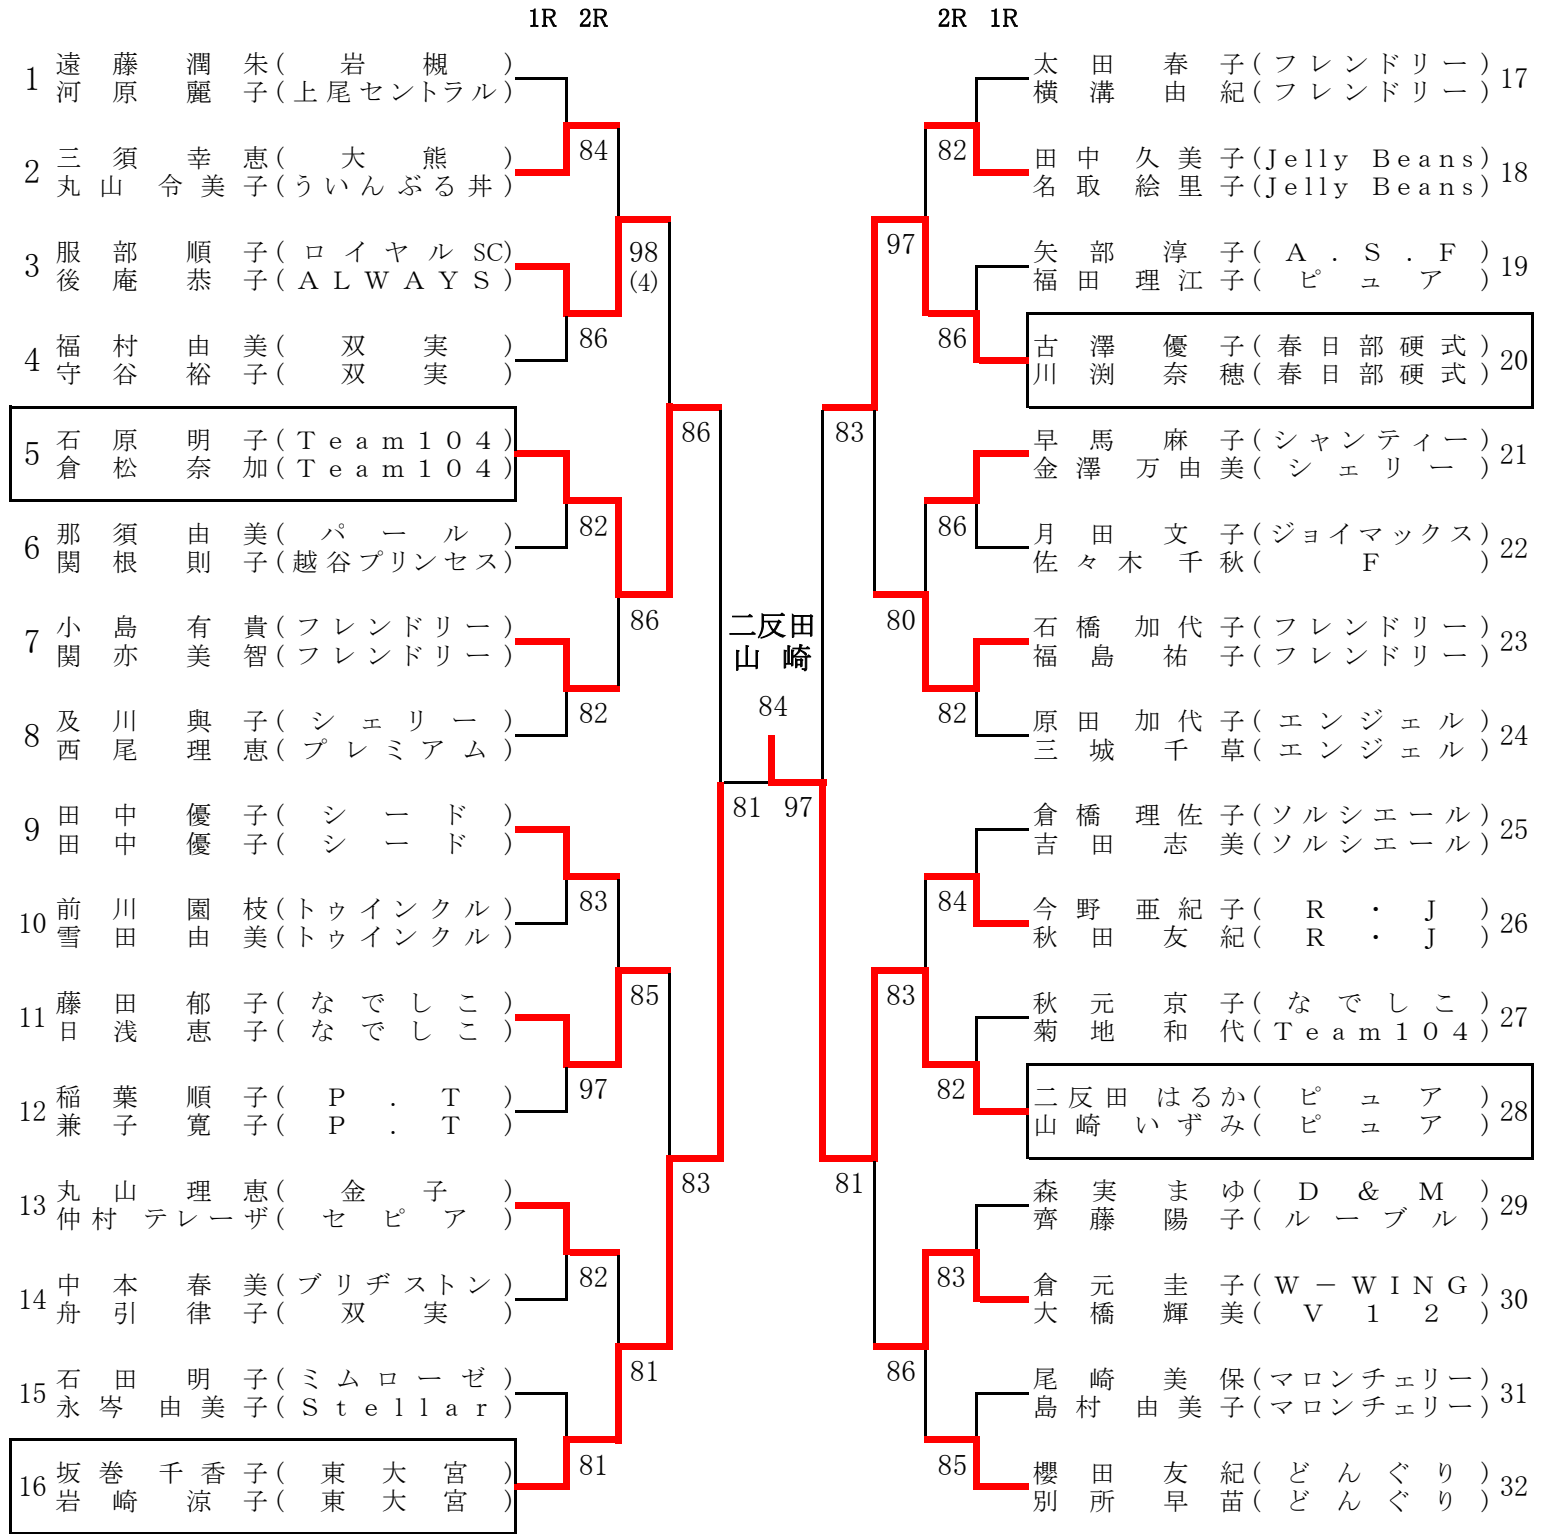 1R 2R
2R 1R
1 遠藤 潤朱(岩槻)
河原 麗子(上尾セントラル)
84
2 三須 幸恵(大熊)
丸山 令美子(ういんぶる丼)
98
(4)
3 服部 順子(ロイヤルSC)
後庵 恭子(ALWAYS)
86
4 福村 由美(双実)
守谷 裕子(双実)
86
5 石原 明子(Team104)
倉松 奈加(Team104)
82
6 那須 由美(パール)
関根 則子(越谷プリンセス)
86
7 小島 有貴(フレンドリー)
関亦 美智(フレンドリー)
82
8 及川 與子(シェリー)
西尾 理恵(プレミアム)
9 田中 優子(シード)
田中 優子(シード)
83
10 前川 園枝(トゥインクル)
雪田 由美(トゥインクル)
85
11 藤田 郁子(なでしこ)
日浅 恵子(なでしこ)
97
12 稲葉 順子(P.T)
兼子 寛子(P.T)
83
13 丸山 理恵(金子)
仲村 テレーザ(セピア)
82
14 中本 春美(ブリヂストン)
舟引 律子(双実)
81
15 石田 明子(ミムローゼ)
永岑 由美子(Stellar)
81
16 坂巻 千香子(東大宮)
岩崎 涼子(東大宮)
二反田
山崎
84
81 97
太田 春子(フレンドリー) 17
横溝 由紀(フレンドリー)
82
田中 久美子(Jelly Beans) 18
名取 絵里子(Jelly Beans)
97
矢部 淳子(A.S.F) 19
福田 理江子(ピュア)
86
古澤 優子(春日部硬式) 20
川渕 奈穂(春日部硬式)
83
早馬 麻子(シャンティー) 21
金澤 万由美(シェリー)
86
月田 文子(ジョイマックス) 22
佐々木 千秋(F)
80
石橋 加代子(フレンドリー) 23
福島 祐子(フレンドリー)
82
原田 加代子(エンジェル) 24
三城 千草(エンジェル)
倉橋 理佐子(ソルシエール) 25
吉田 志美(ソルシエール)
84
今野 亜紀子(R・J) 26
秋田 友紀(R・J)
83
秋元 京子(なでしこ) 27
菊地 和代(Team104)
82
二反田 はるか(ピュア) 28
山崎 いずみ(ピュア)
81
森実 まゆ(D&M) 29
齊藤 陽子(ルーブル)
83
倉元 圭子(W-WING) 30
大橋 輝美(V12)
86
尾崎 美保(マロンチェリー) 31
島村 由美子(マロンチェリー)
85
櫻田 友紀(どんぐり) 32
別所 早苗(どんぐり)